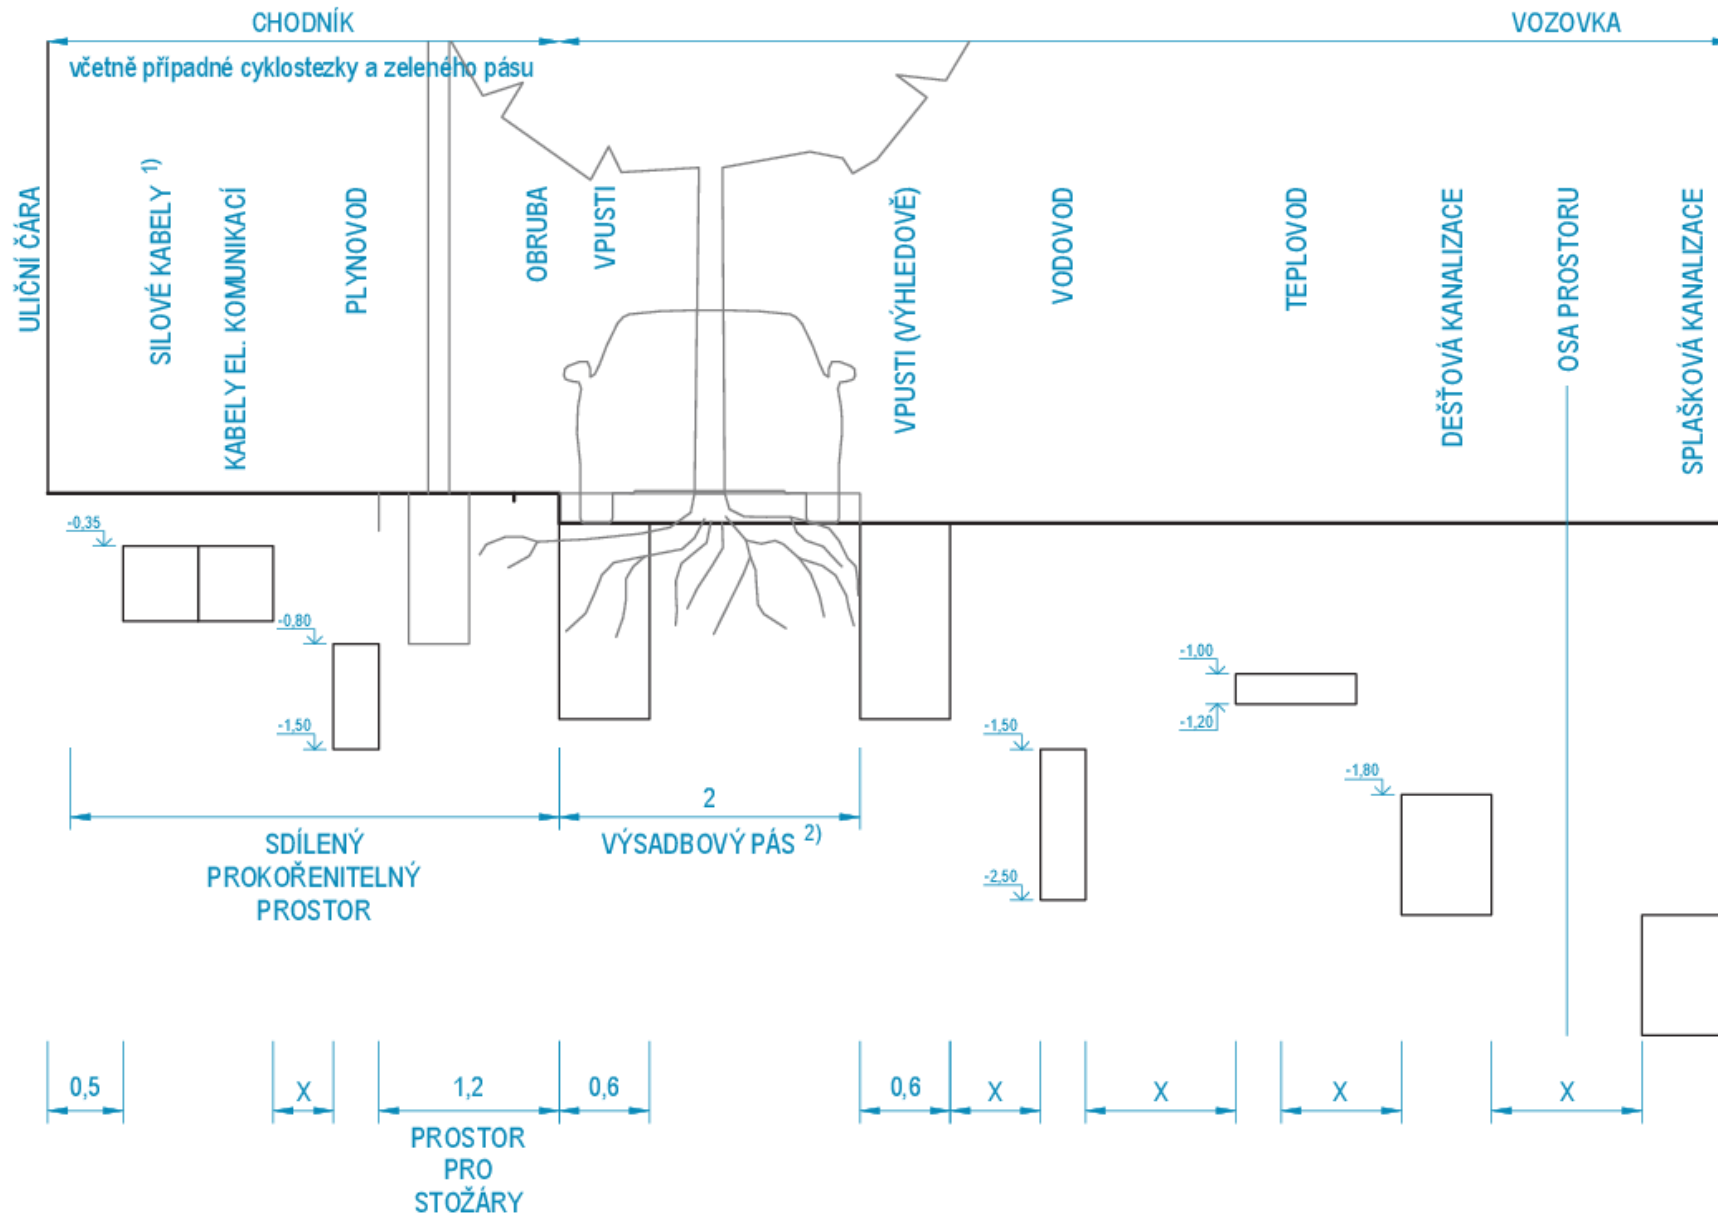 CHODNÍK
VOZOVKA
včetně případné cyklostezky a zeleného pásu
ULIČNÍ ČÁRA
SILOVÉ KABELY 1)
KABELY EL. KOMUNIKACÍ
PLYNOVOD
OBRUBA
VPUSTI
VPUSTI (VÝHLEDOVĚ)
VODOVOD
TEPLOVOD
DEŠŤOVÁ KANALIZACE
OSA PROSTORU
SPLAŠKOVÁ KANALIZACE
-0,35
-0,80
-1,50
-1,50
-2,50
-1,00
-1,20
-1,80
2
SDÍLENÝ
PROKOŘENITELNÝ
PROSTOR
VÝSADBOVÝ PÁS 2)
0,5
X
1,2
0,6
0,6
X
X
X
X
PROSTOR
PRO
STOŽÁRY